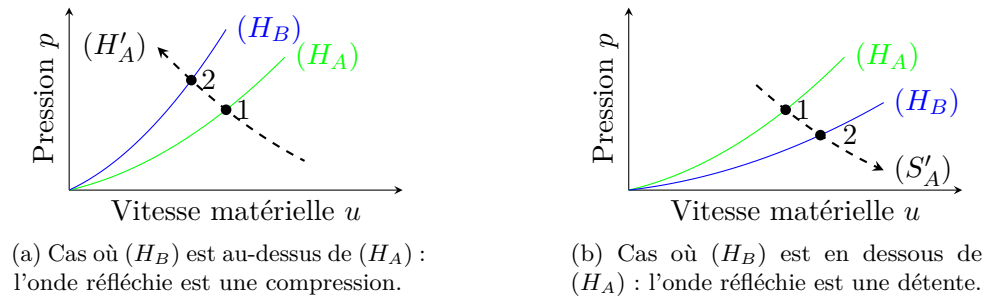 Pression p
(H'_A)
(H_B)
(H_A)
2
1
Vitesse matérielle u
(a) Cas où (H_B) est au-dessus de (H_A) :
l'onde réfléchie est une compression.
Pression p
(H_A)
(H_B)
1
2
(S'_A)
Vitesse matérielle u
(b) Cas où (H_B) est en dessous de
(H_A) : l'onde réfléchie est une détente.